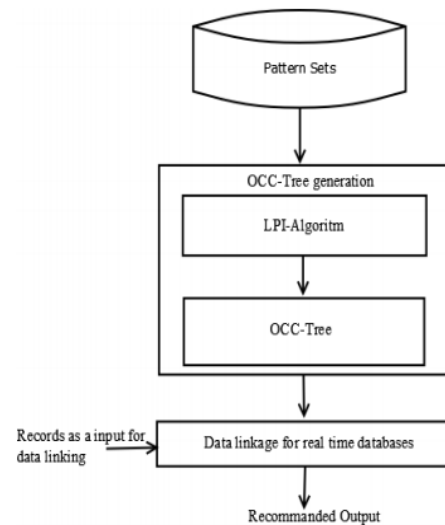 Pattern Sets
OCC-Tree generation
LPI-Algoritm
OCC-Tree
Records as a input for
data linking
Data linkage for real time databases
Recommanded Output